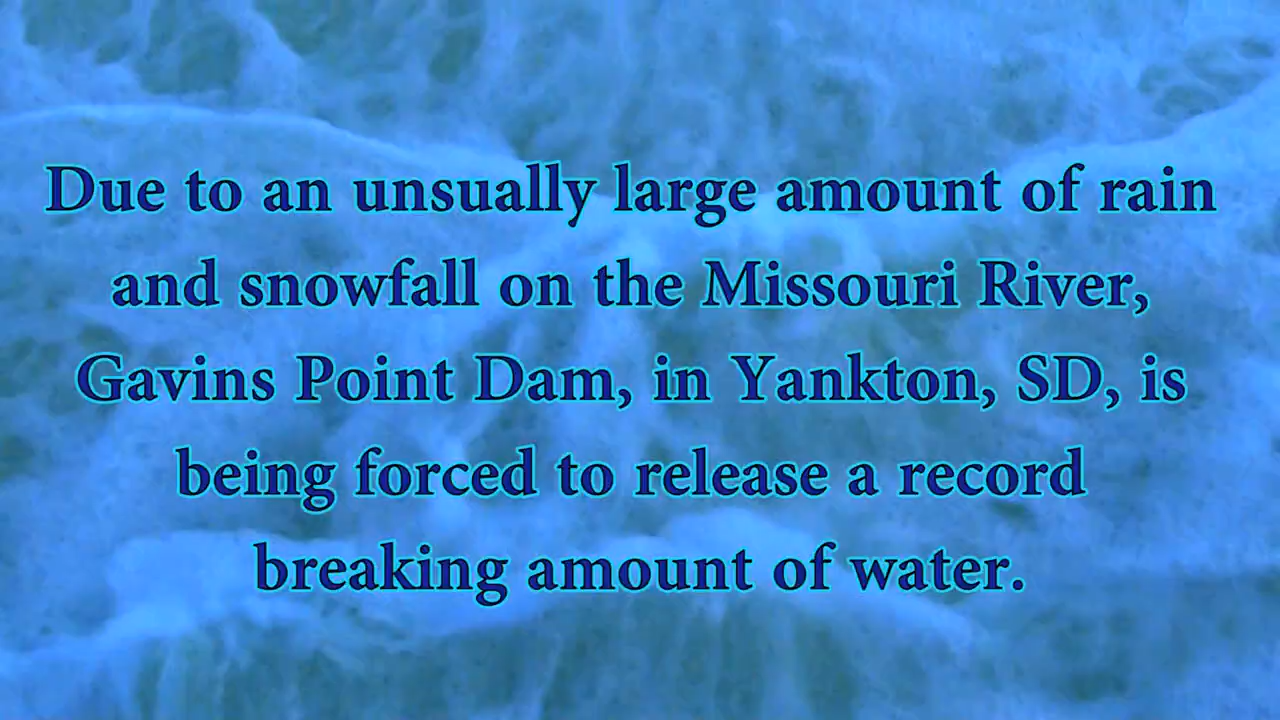 Due to an unsually large amount of rain
and snowfall on the Missouri River,
Gavins Point Dam, in Yankton, SD, is
being forced to release a record
breaking amount of water.